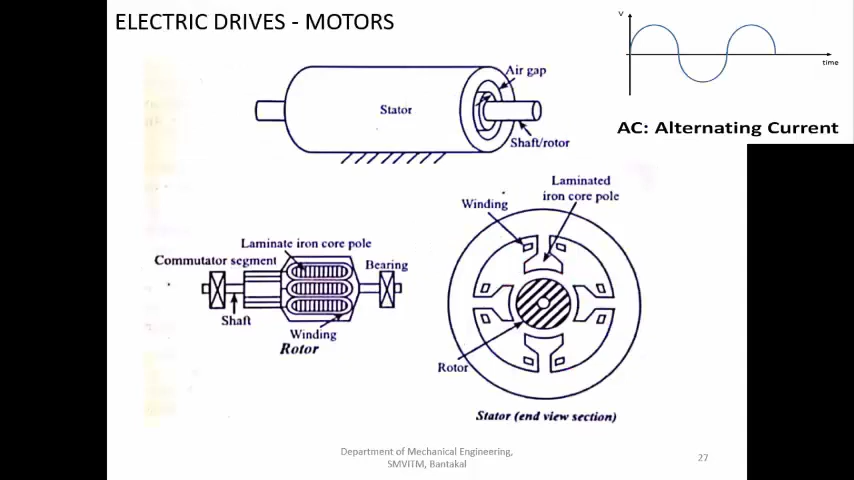 ELECTRIC DRIVES - MOTORS
V
time
AC: Alternating Current
Air gap
Stator
Shaft/rotor
Laminated
iron core pole
Winding
Laminate iron core pole
Commutator segment
Bearing
Shaft
Winding
Rotor
Rotor
Stator (end view section)
Department of Mechanical Engineering,
SMVITM, Bantakal
27